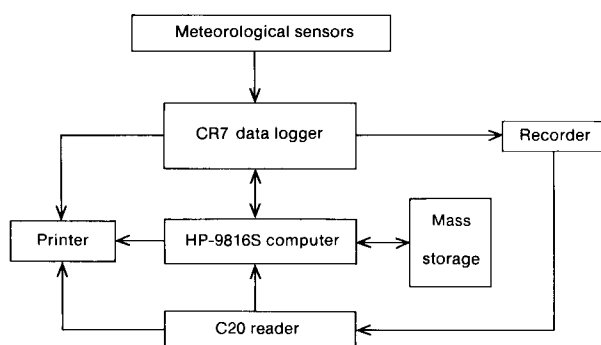 Meteorological sensors
CR7 data logger
Recorder
Printer
HP-9816S computer
Mass
storage
C20 reader